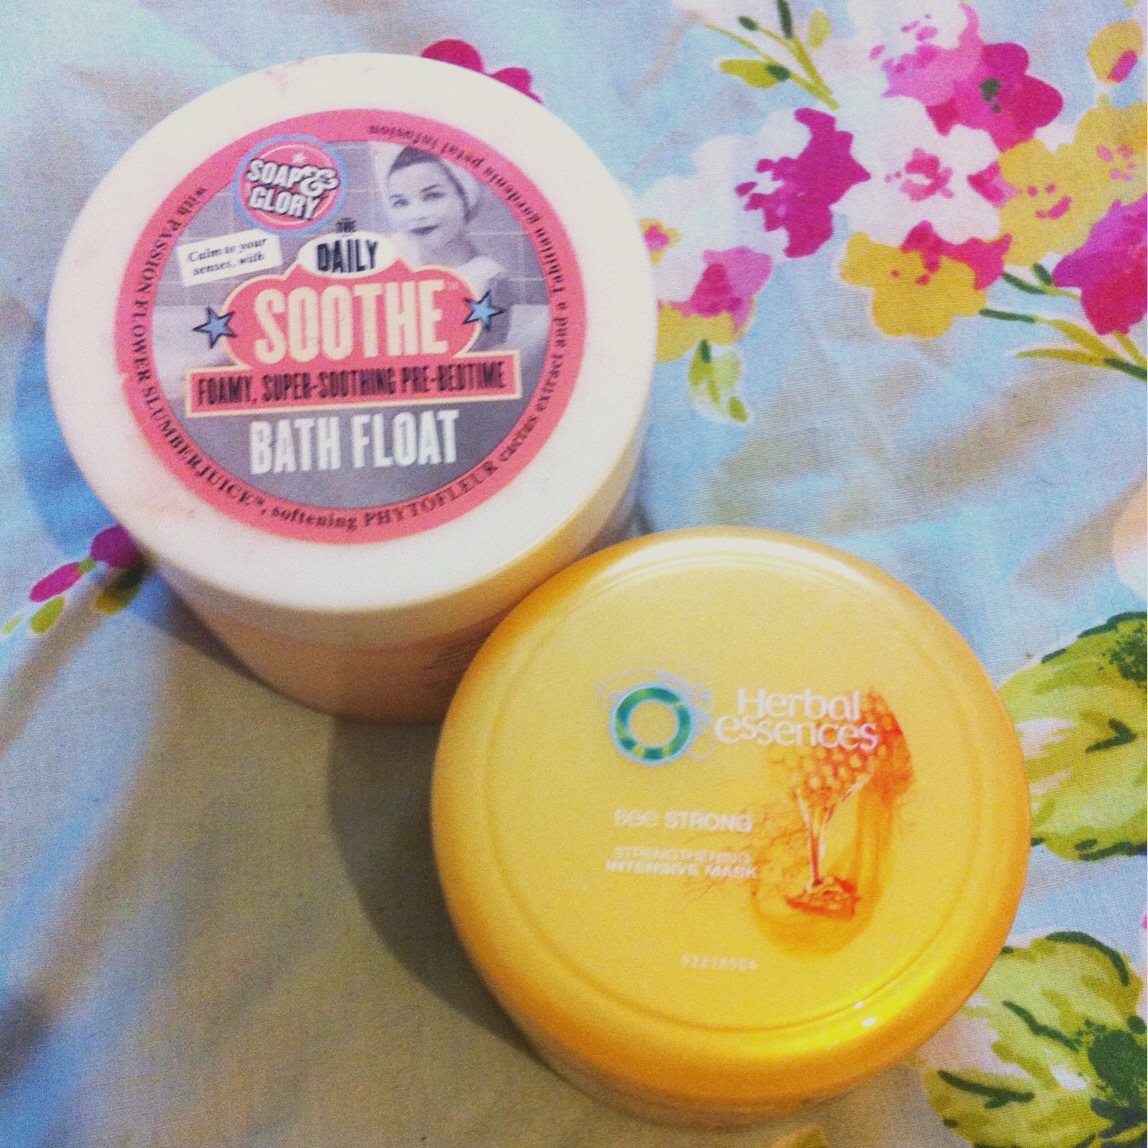 SOAP &
GLORY
Calm to your
senses, with
THE
DAILY
SOOTHE™
FOAMY, SUPER-SOOTHING PRE-BEDTIME
BATH FLOAT
with PASSION FLOWER SLUMBERJUICE™, softening PHYTOFLEUR cactus extract and a Tahitian gardenia petal infusion
Herbal
essences
Bee STRONG
STRENGTHENING
INTENSIVE MASK